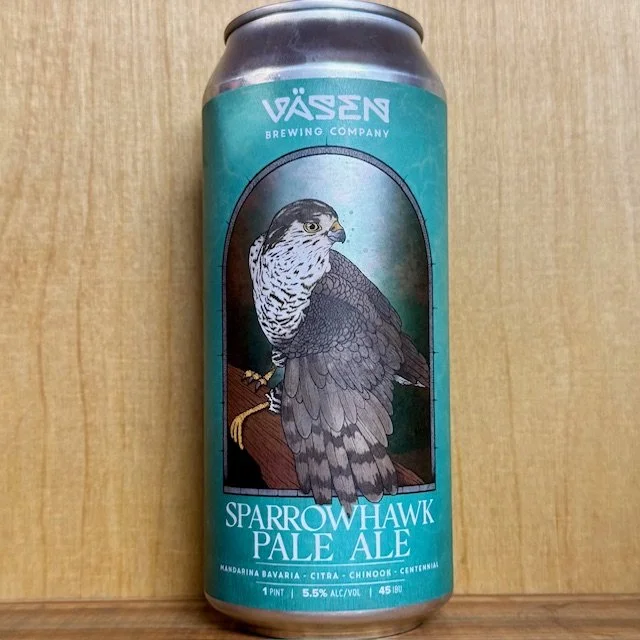 VÄSEN
BREWING COMPANY
SPARROWHAWK
PALE ALE
MANDARINA BAVARIA - CITRA - CHINOOK - CENTENNIAL
1 PINT | 5.5% ALC/VOL | 45 IBU